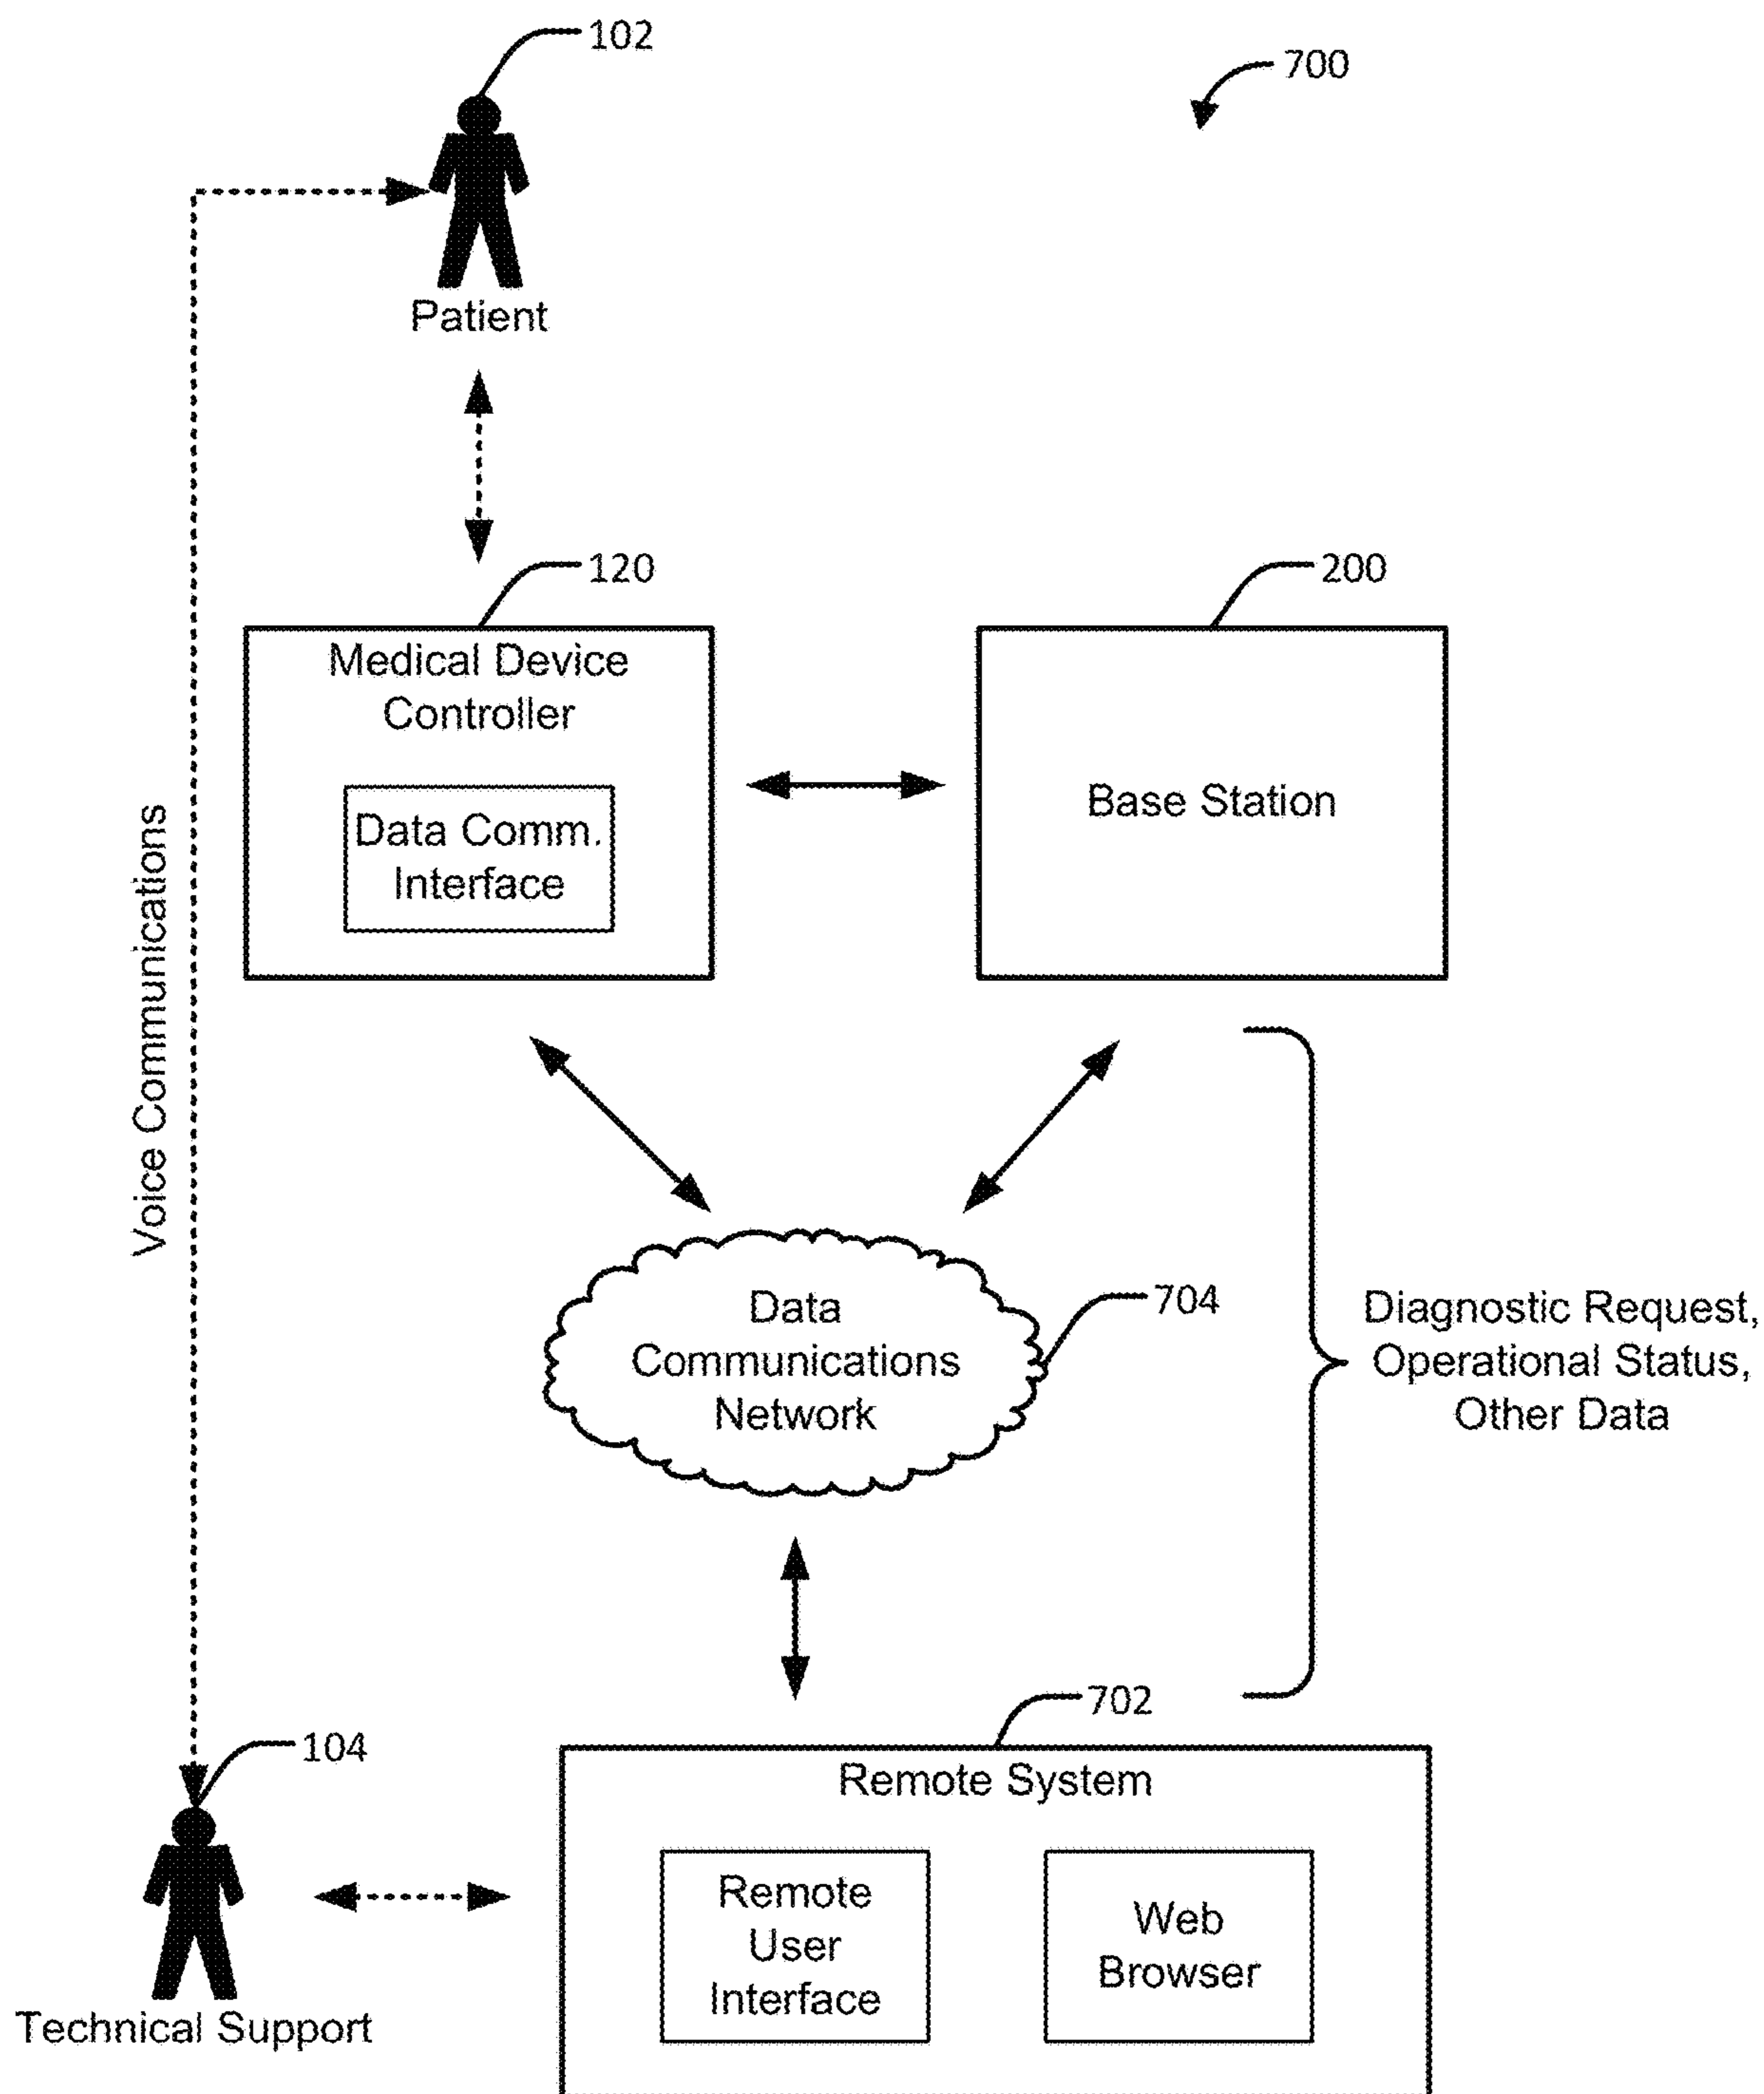 102
700
Patient
120
200
Medical Device
Controller
Data Comm.
Interface
Base Station
Voice Communications
Data
Communications
Network
704
Diagnostic Request,
Operational Status,
Other Data
702
104
Remote System
Remote
User
Interface
Web
Browser
Technical Support